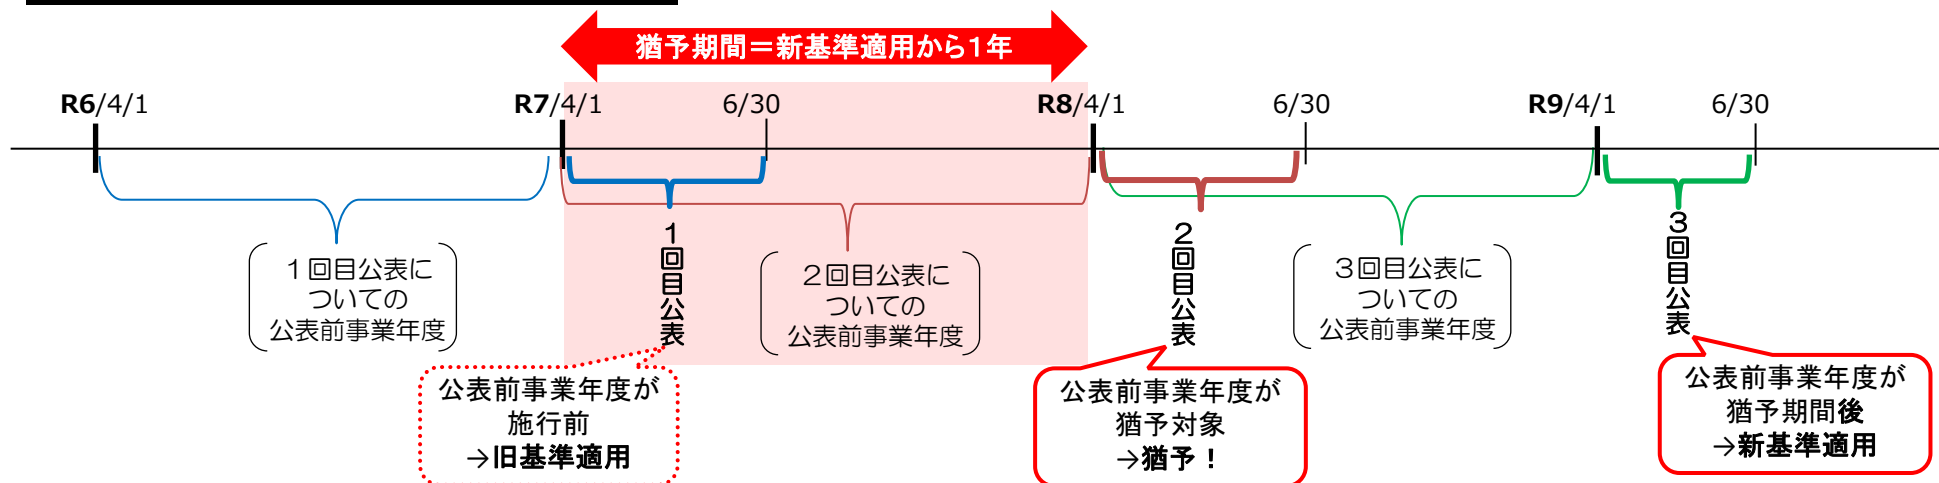 猶予期間＝新基準適用から１年
R6/4/1
R7/4/1
6/30
R8/4/1
6/30
R9/4/1
6/30
１回目公表に
ついての
公表前事業年度
１回目公表
２回目公表に
ついての
公表前事業年度
２回目公表
３回目公表に
ついての
公表前事業年度
３回目公表
公表前事業年度が
施行前
→旧基準適用
公表前事業年度が
猶予対象
→猶予！
公表前事業年度が
猶予期間後
→新基準適用